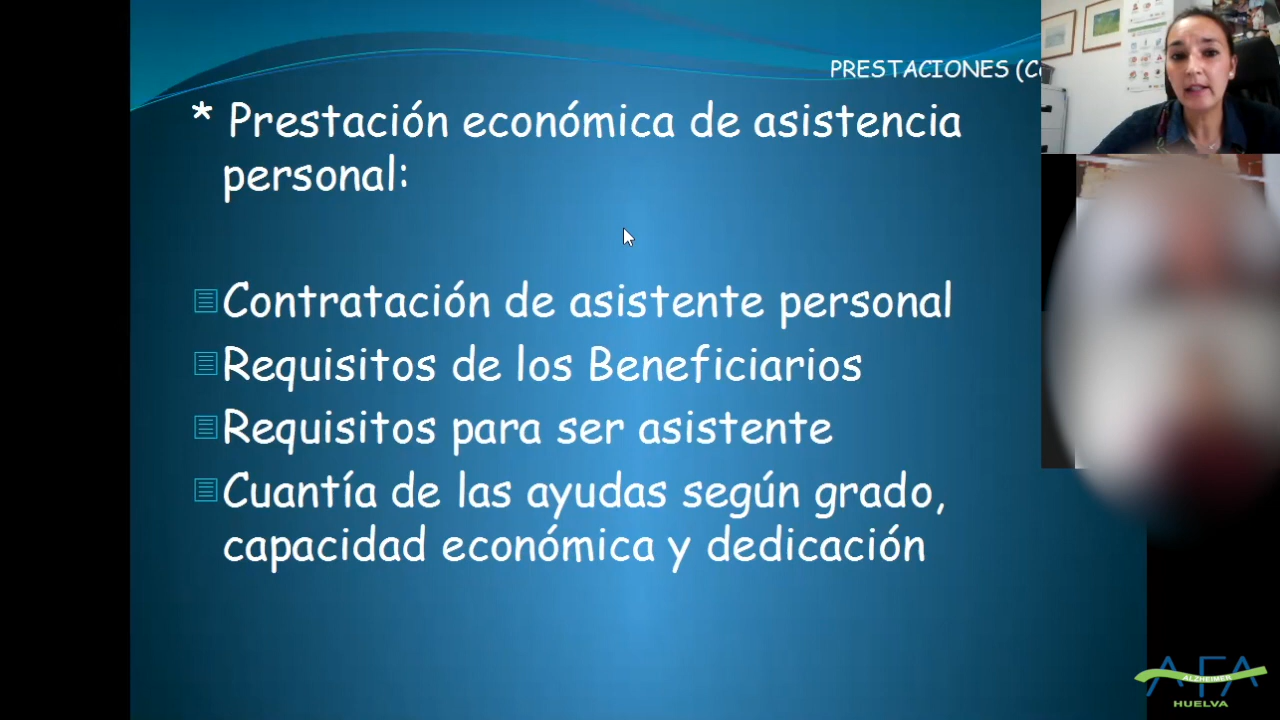 PRESTACIONES (Co
* Prestación económica de asistencia
personal:
Contratación de asistente personal
Requisitos de los Beneficiarios
Requisitos para ser asistente
Cuantía de las ayudas según grado,
capacidad económica y dedicación
AFA
ALZHEIMER
HUELVA